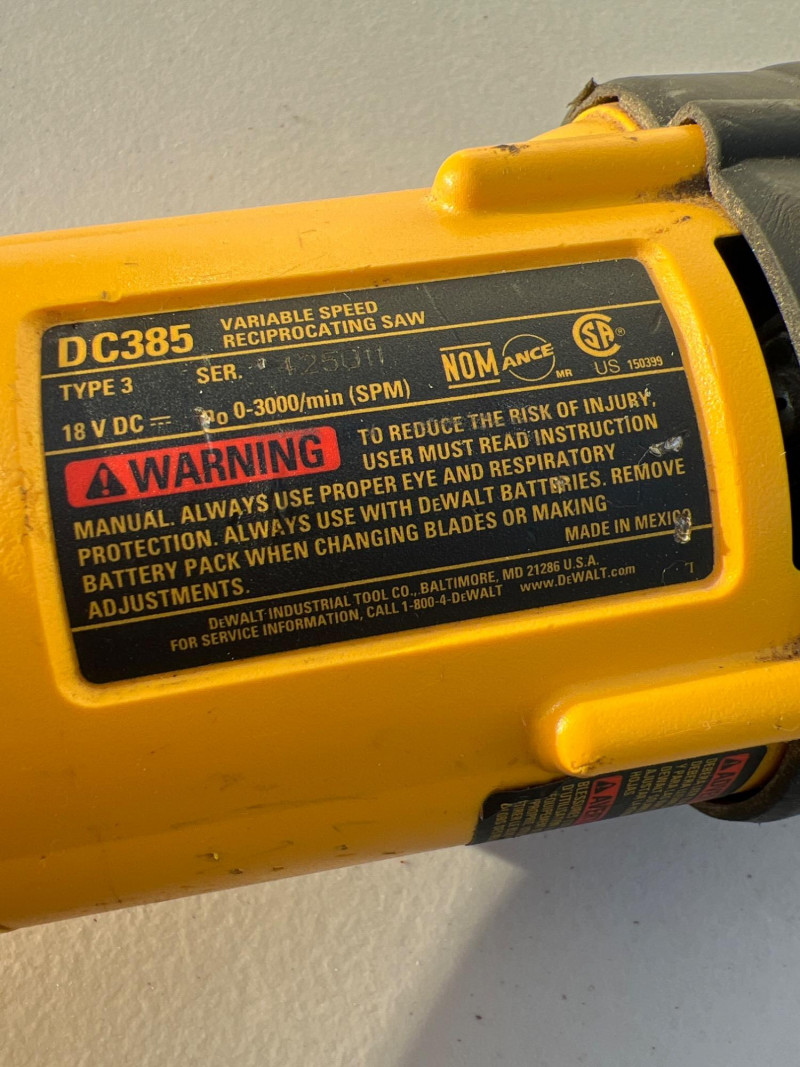 DC385
VARIABLE SPEED
RECIPROCATING SAW
TYPE 3
SER.
NOM
ANCE
MR
SA
®
US 150399
18 V DC
no 0-3000/min (SPM)
WARNING
TO REDUCE THE RISK OF INJURY,
USER MUST READ INSTRUCTION
MANUAL. ALWAYS USE PROPER EYE AND RESPIRATORY
PROTECTION. ALWAYS USE WITH DEWALT BATTERIES. REMOVE
BATTERY PACK WHEN CHANGING BLADES OR MAKING
ADJUSTMENTS.
MADE IN MEXICO
DEWALT INDUSTRIAL TOOL CO., BALTIMORE, MD 21286 U.S.A.
FOR SERVICE INFORMATION, CALL 1-800-4-DEWALT www.DEWALT.com